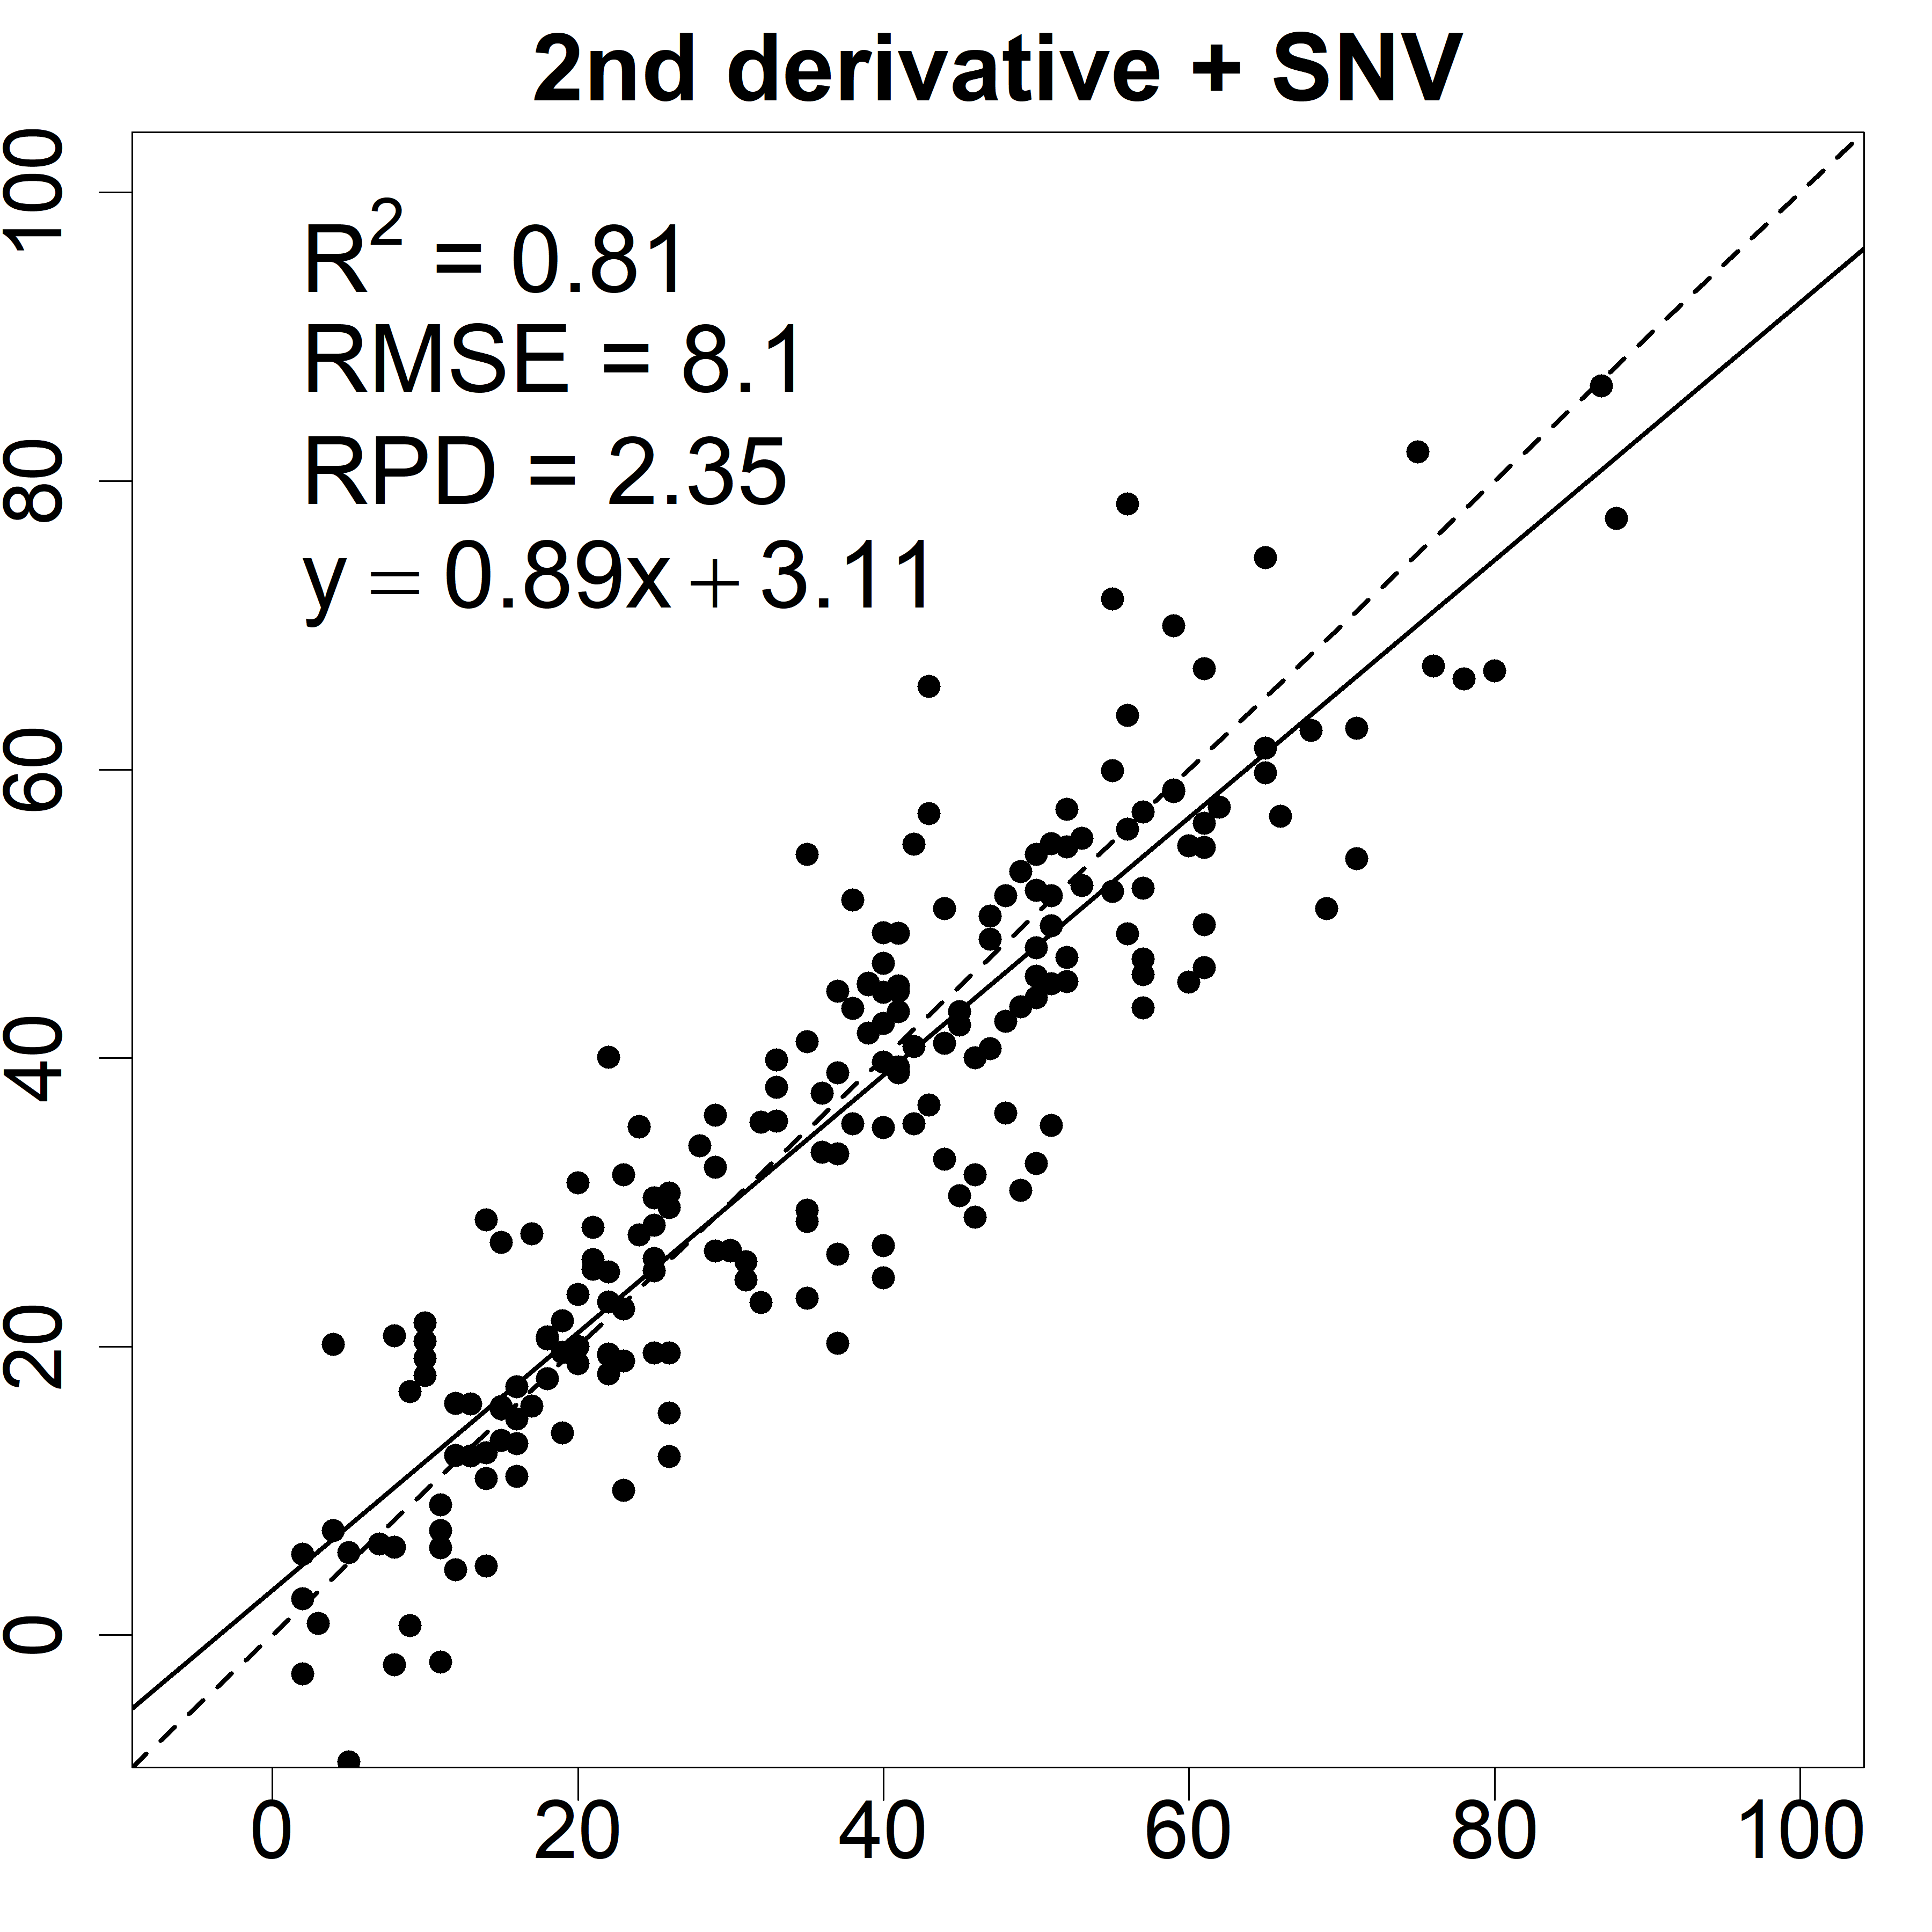 2nd derivative + SNV
100
80
60
40
20
0
R² = 0.81
RMSE = 8.1
RPD = 2.35
y = 0.89x + 3.11
0 20 40 60 80 100